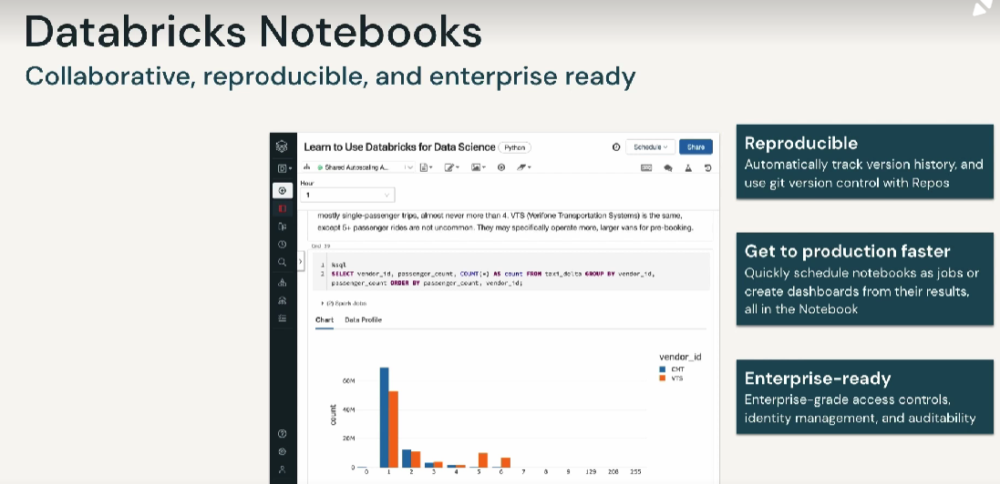 Databricks Notebooks
Collaborative, reproducible, and enterprise ready
Learn to Use Databricks for Data Science
Python
Schedule
Share
Shared Autoscaling A...
Hour
1
mostly single-passenger trips, almost never more than 4. VTS (Verifone Transportation Systems) is the same,
except 5+ passenger rides are not uncommon. They may specifically operate more, larger vans for pre-booking.
Cmd 39
1 %sql
2 SELECT vendor_id, passenger_count, COUNT(*) AS count FROM taxi_delta GROUP BY vendor_id,
passenger_count ORDER BY passenger_count, vendor_id;
(2) Spark Jobs
Chart Data Profile
vendor_id
CMT
VTS
60M
40M
20M
0
count
0 1 2 3 4 5 6 7 8 9 129 208 255
Reproducible
Automatically track version history, and
use git version control with Repos
Get to production faster
Quickly schedule notebooks as jobs or
create dashboards from their results,
all in the Notebook
Enterprise-ready
Enterprise-grade access controls,
identity management, and auditability